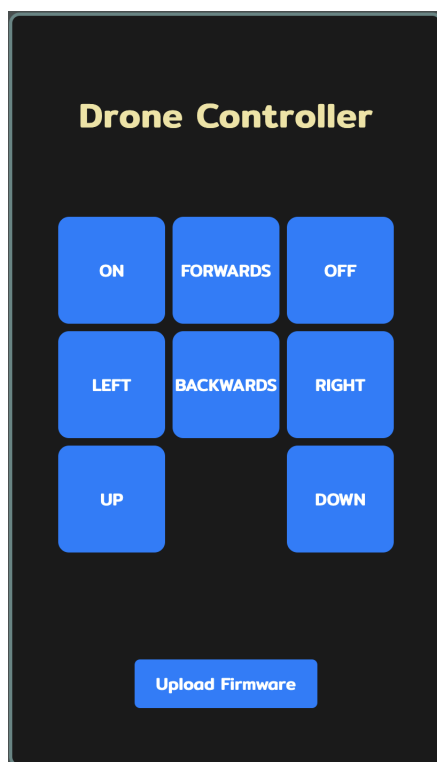 Drone Controller
ON FORWARDS OFF
LEFT BACKWARDS RIGHT
UP DOWN
Upload Firmware